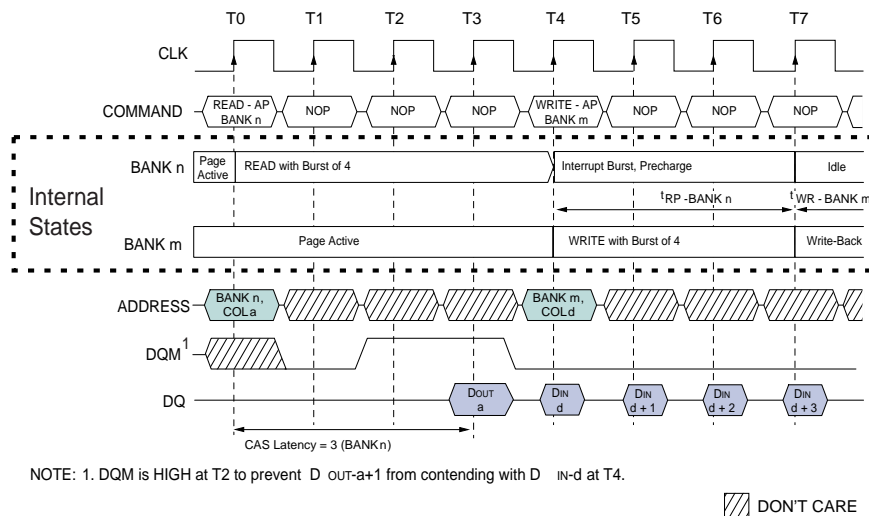 T0 T1 T2 T3 T4 T5 T6 T7
CLK
COMMAND READ - AP BANK n NOP NOP NOP WRITE - AP BANK m NOP NOP NOP
Internal States
BANK n Page Active READ with Burst of 4 Interrupt Burst, Precharge Idle
tRP - BANK n tWR - BANK m
BANK m Page Active WRITE with Burst of 4 Write-Back
ADDRESS BANK n, COL a BANK m, COL d
DQM1
DQ DOUT a DIN d DIN d + 1 DIN d + 2 DIN d + 3
CAS Latency = 3 (BANK n)
NOTE: 1. DQM is HIGH at T2 to prevent D OUT-a+1 from contending with D IN-d at T4.
DON'T CARE